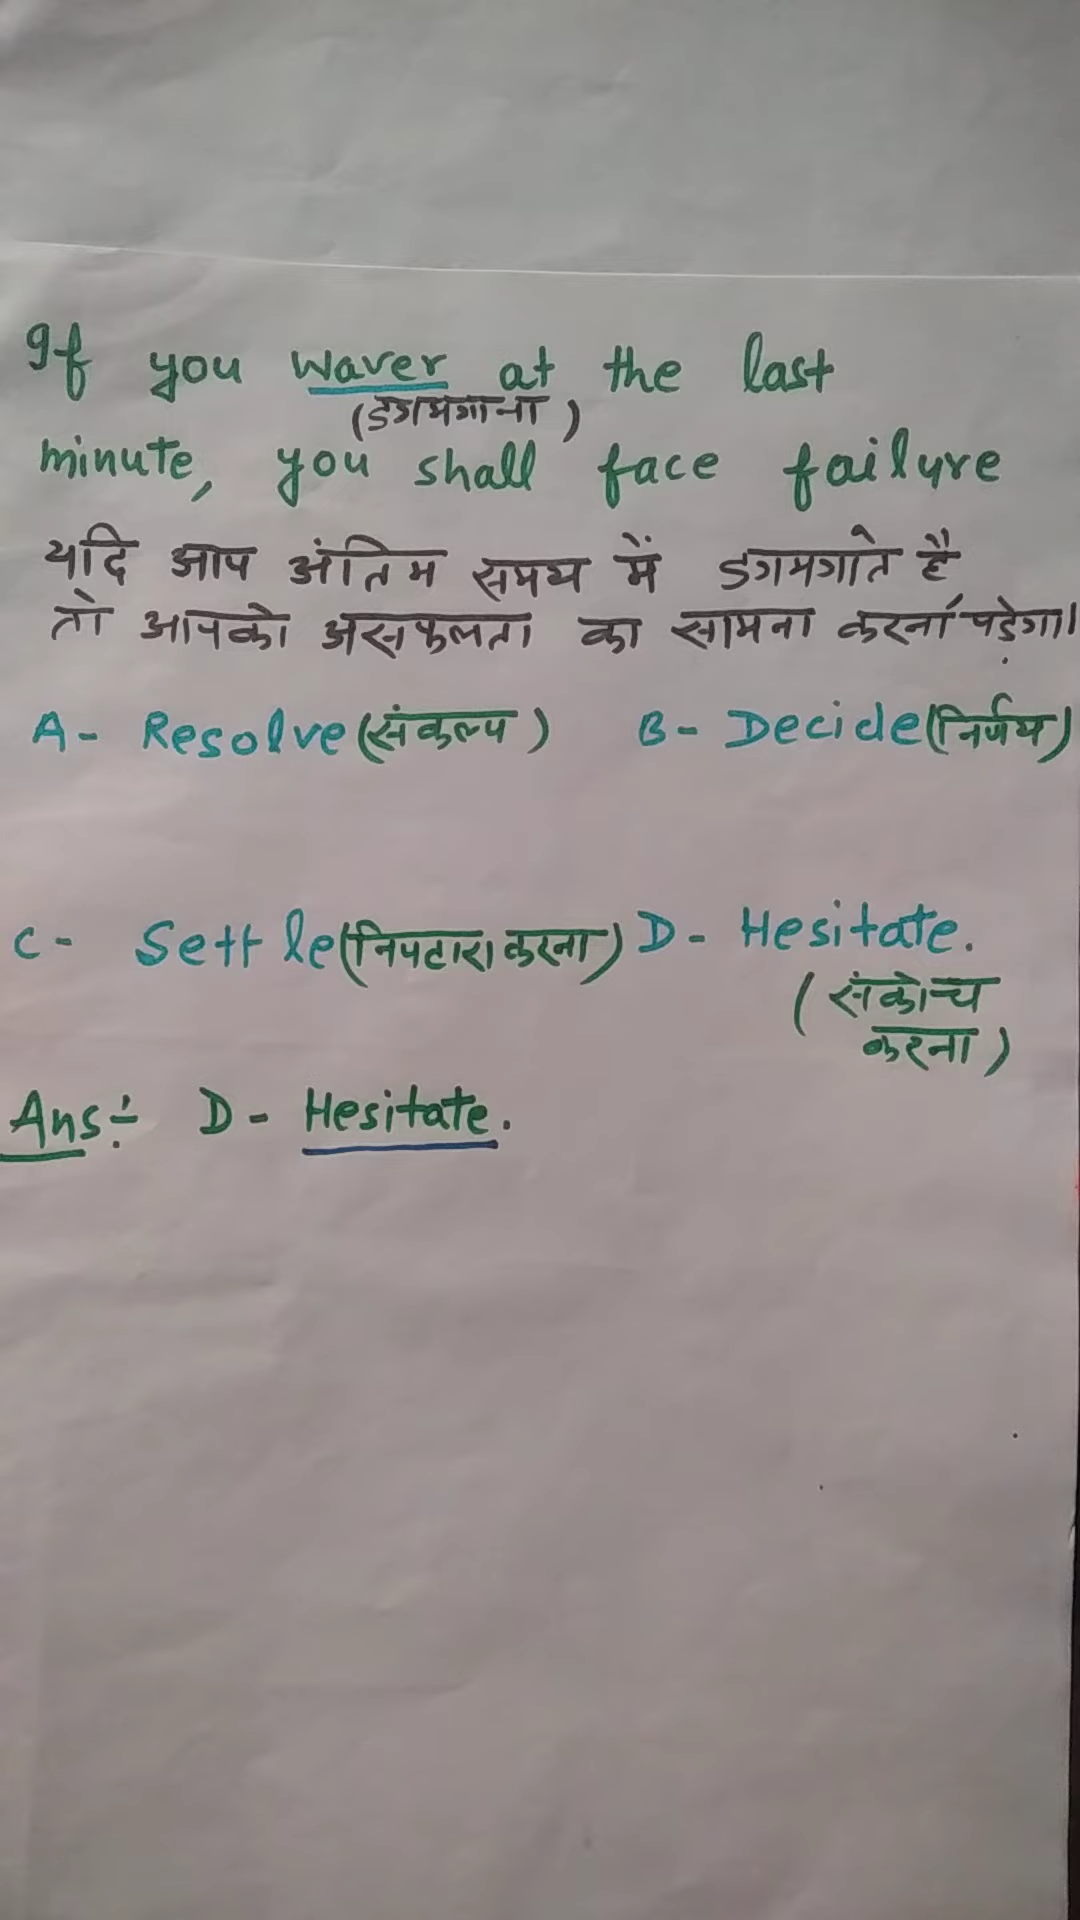 If you waver at the last
(डगमगाना)
minute, you shall face failure
यदि आप अंतिम समय में डगमगाते है,
तो आपको असफलता का सामना करना पड़ेगा।
A- Resolve (संकल्प) B- Decide (निर्णय)
C- Settle (निपटारा करना) D- Hesitate.
(संकोच
करना)
Ans:- D- Hesitate.